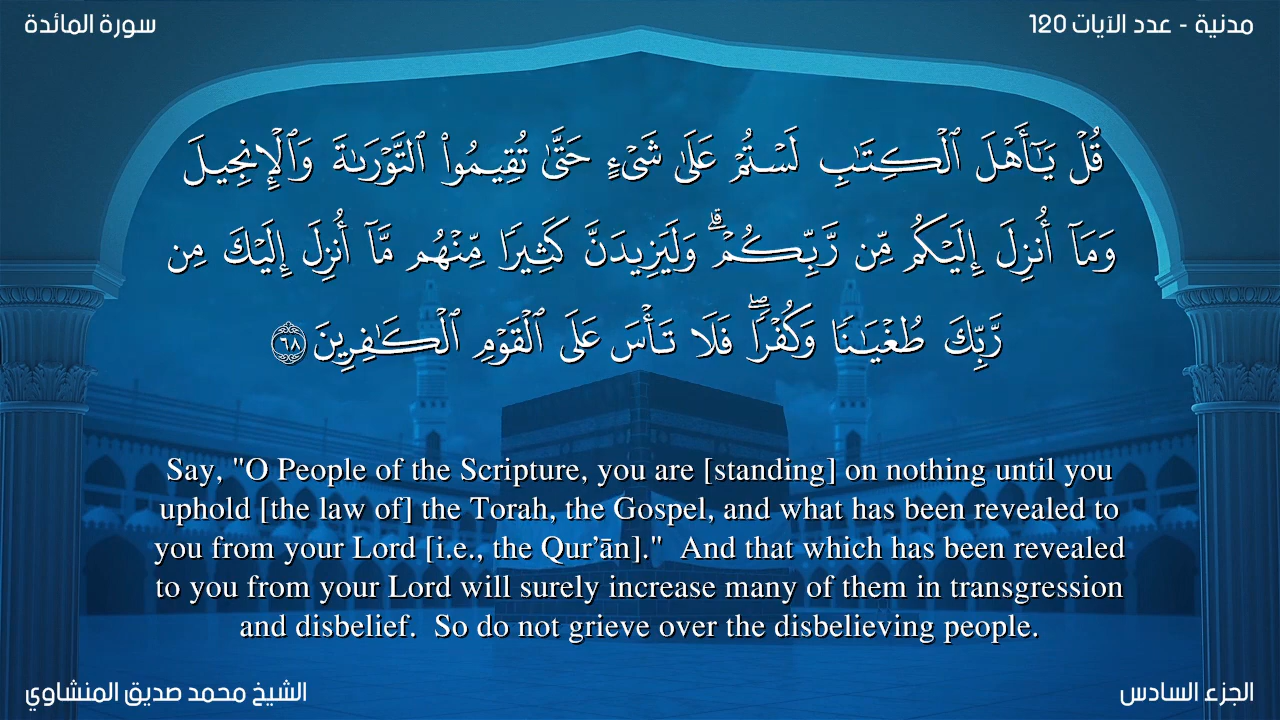 سورة المائدة
مدنية - عدد الآيات 120
قُلْ يَـٰٓأَهْلَ ٱلْكِتَـٰبِ لَسْتُمْ عَلَىٰ شَىْءٍ حَتَّىٰ تُقِيمُوا۟ ٱلتَّوْرَىٰةَ وَٱلْإِنجِيلَ
وَمَآ أُنزِلَ إِلَيْكُم مِّن رَّبِّكُمْ ۗ وَلَيَزِيدَنَّ كَثِيرًا مِّنْهُم مَّآ أُنزِلَ إِلَيْكَ مِن
رَّبِّكَ طُغْيَـٰنًا وَكُفْرًا ۖ فَلَا تَأْسَ عَلَى ٱلْقَوْمِ ٱلْكَـٰفِرِينَ ٦٨
Say, "O People of the Scripture, you are [standing] on nothing until you
uphold [the law of] the Torah, the Gospel, and what has been revealed to
you from your Lord [i.e., the Qur’ān]."  And that which has been revealed
to you from your Lord will surely increase many of them in transgression
and disbelief.  So do not grieve over the disbelieving people.
الشيخ محمد صديق المنشاوي
الجزء السادس